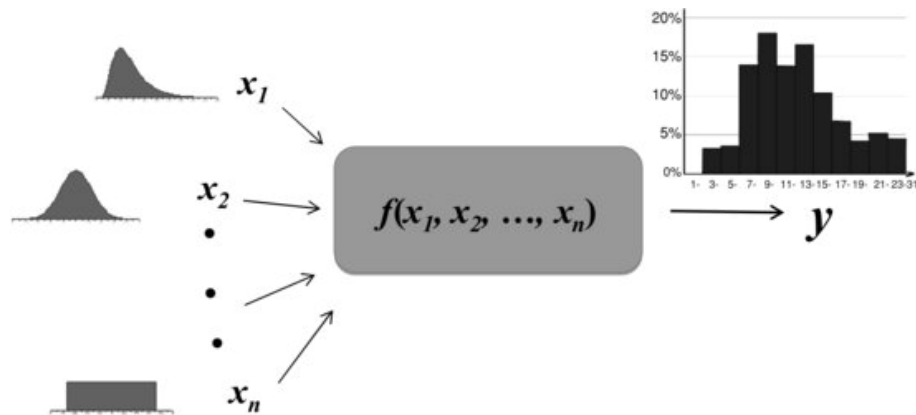 20%
15%
10%
5%
0%
1- 3- 5- 7- 9- 11- 13- 15- 17- 19- 21- 23-31
x1
x2
f(x1, x2, ..., xn)
y
xn